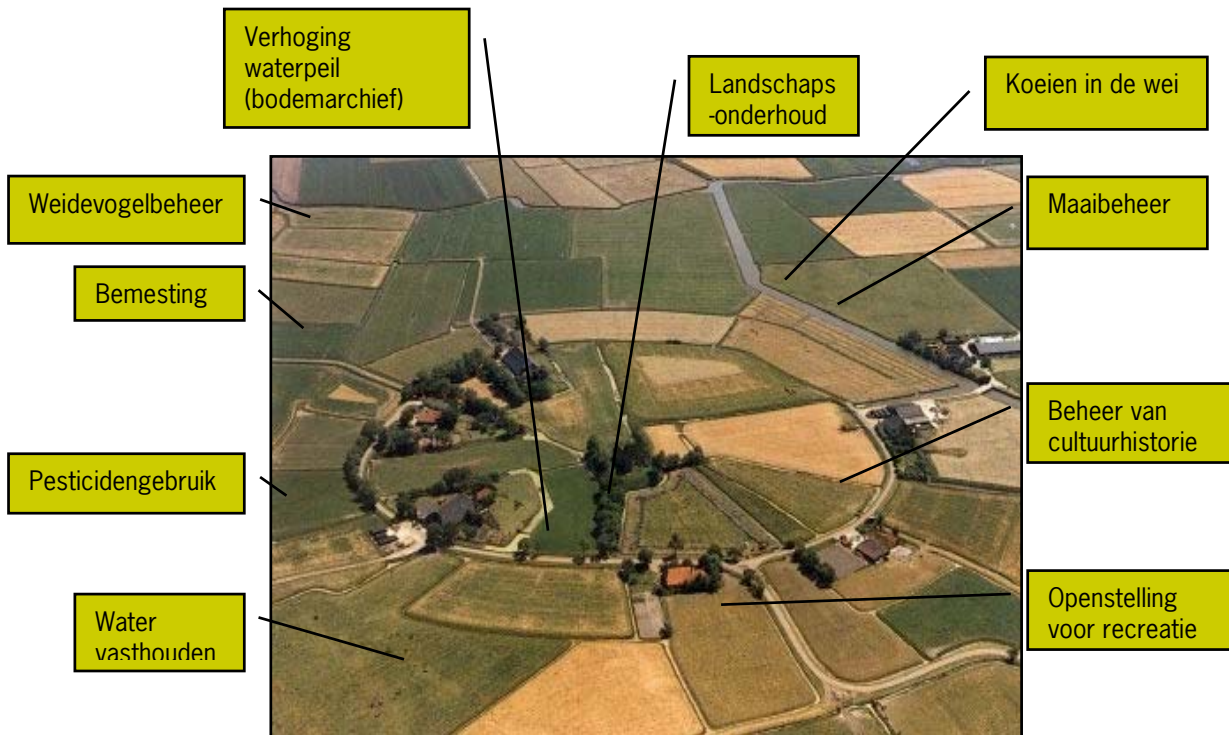 Verhoging
waterpeil
(bodemarchief)
Landschaps
-onderhoud
Koeien in de wei
Weidevogelbeheer
Maaibeheer
Bemesting
Beheer van
cultuurhistorie
Pesticidengebruik
Openstelling
voor recreatie
Water
vasthouden